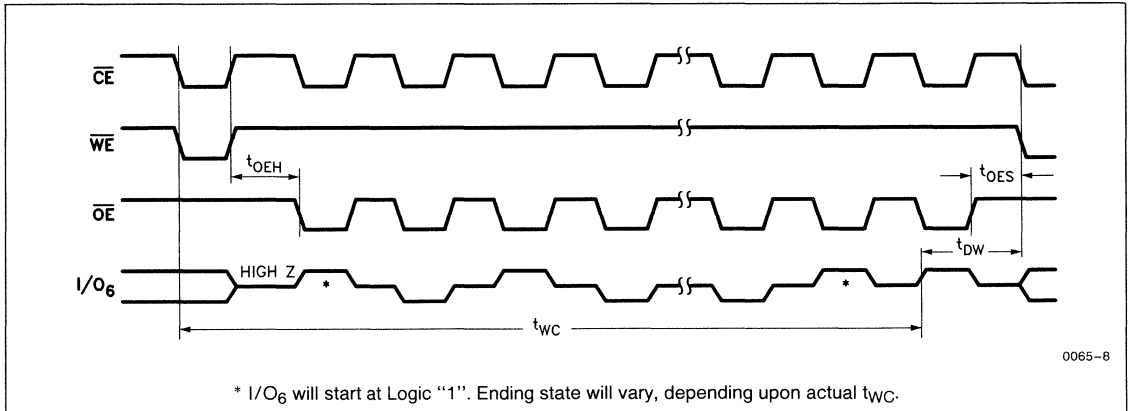 CE
WE
tOEH
tOES
OE
tDW
I/O6
HIGH Z
*
*
tWC
0065–8
* I/O6 will start at Logic “1”. Ending state will vary, depending upon actual tWC.